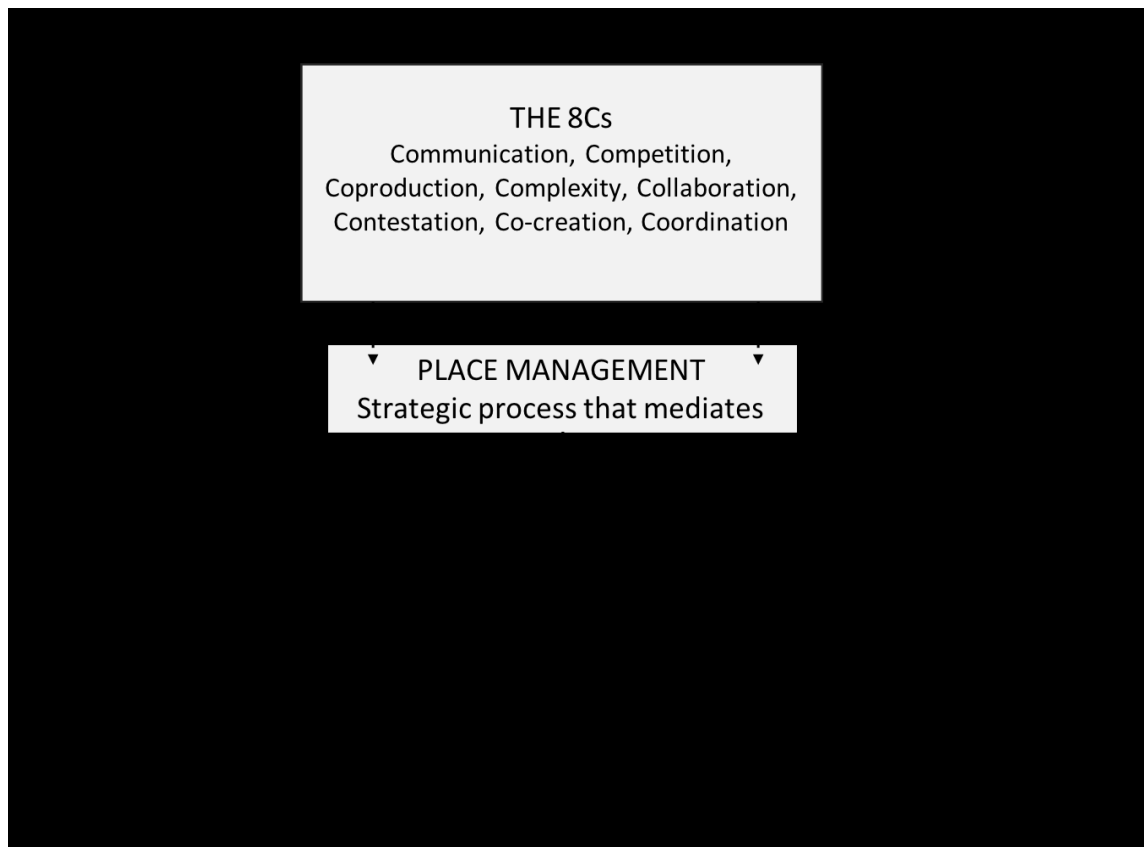 THE 8Cs
Communication, Competition,
Coproduction, Complexity, Collaboration,
Contestation, Co-creation, Coordination
PLACE MANAGEMENT
Strategic process that mediates